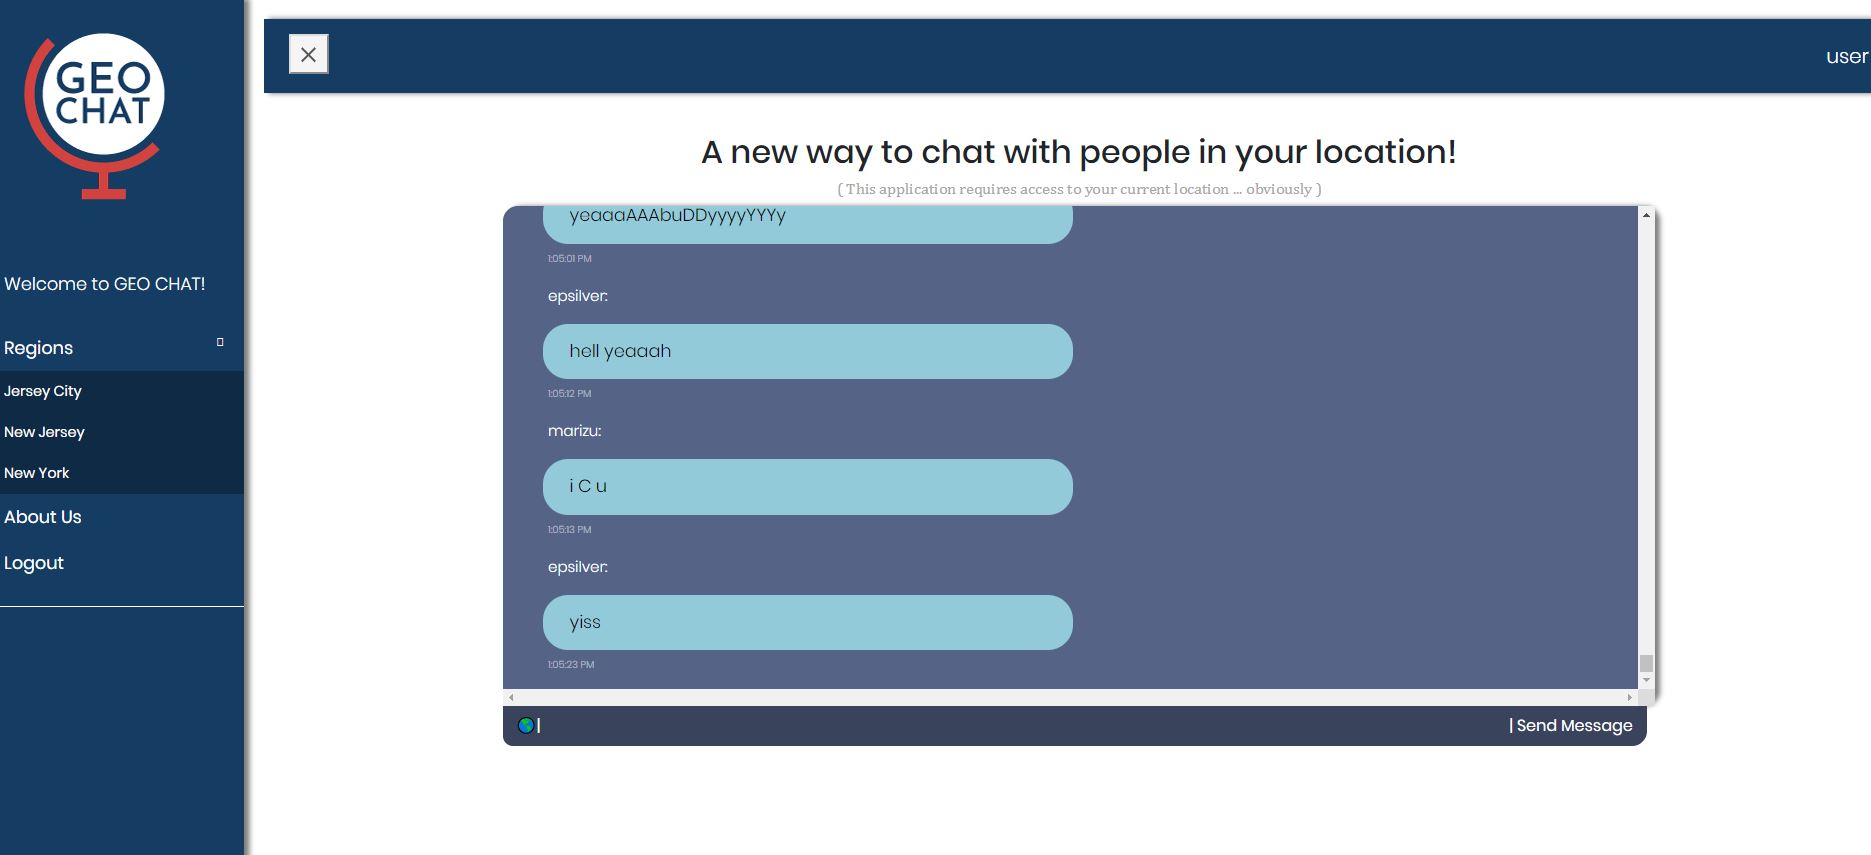 GEO
CHAT
Welcome to GEO CHAT!
Regions
Jersey City
New Jersey
New York
About Us
Logout
user
A new way to chat with people in your location!
( This application requires access to your current location ... obviously )
yeaaaAAAbuDDyyyyYYYy
1:05:01 PM
epsilver:
hell yeaaah
1:05:12 PM
marizu:
i C u
1:05:13 PM
epsilver:
yiss
1:05:23 PM
| | Send Message